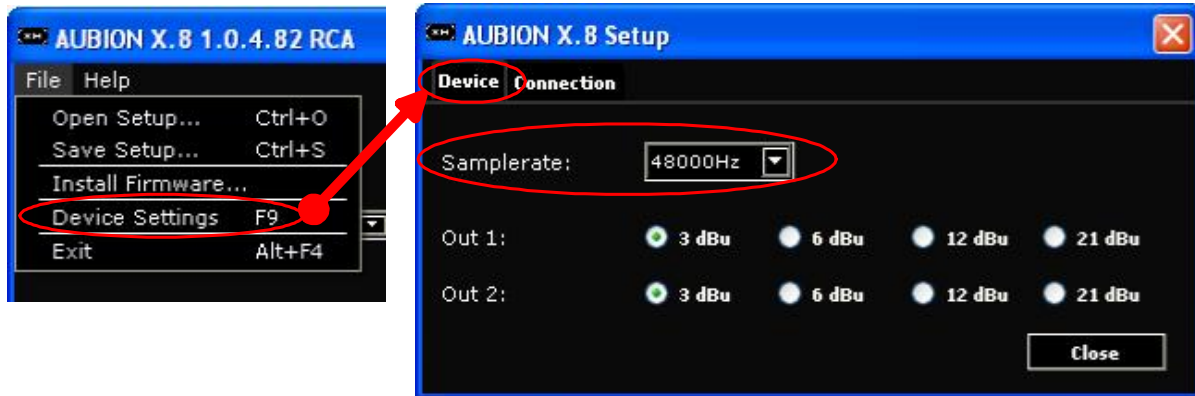 AUBION X.8 1.0.4.82 RCA
File Help
Open Setup... Ctrl+O
Save Setup... Ctrl+S
Install Firmware...
Device Settings F9
Exit Alt+F4
AUBION X.8 Setup
Device Connection
Samplerate: 48000Hz
Out 1: 3 dBu 6 dBu 12 dBu 21 dBu
Out 2: 3 dBu 6 dBu 12 dBu 21 dBu
Close